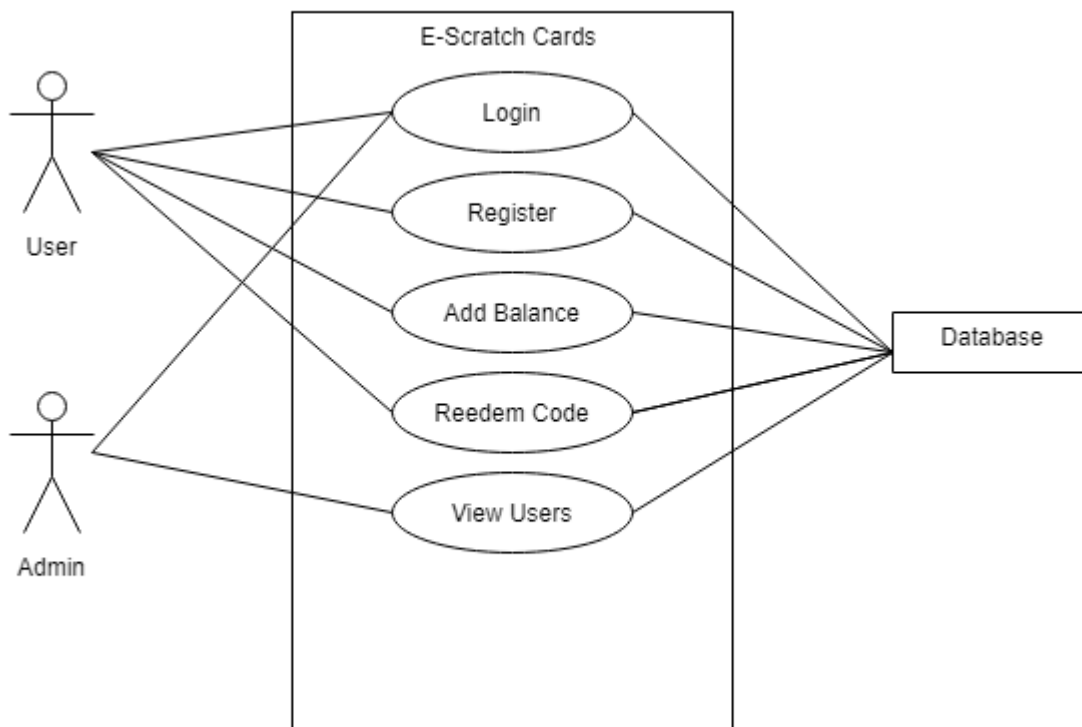 E-Scratch Cards
Login
Register
User
Add Balance
Database
Reedem Code
View Users
Admin